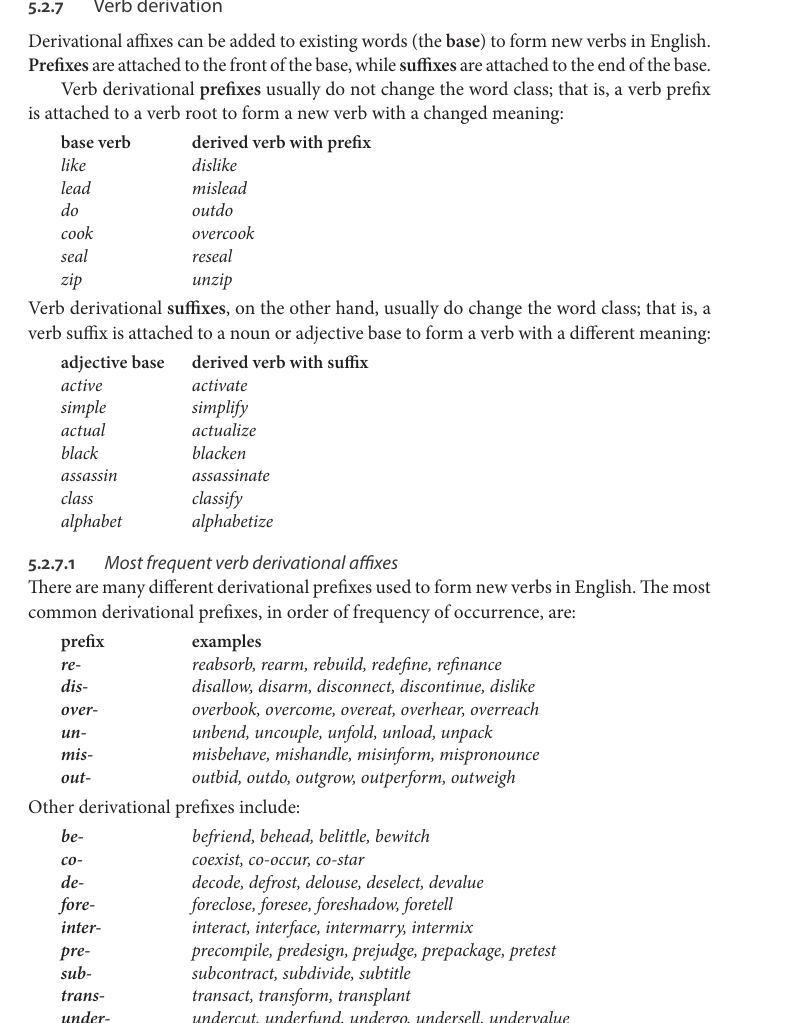 5.2.7 Verb derivation
Derivational affixes can be added to existing words (the base) to form new verbs in English.
Prefixes are attached to the front of the base, while suffixes are attached to the end of the base.
Verb derivational prefixes usually do not change the word class; that is, a verb prefix
is attached to a verb root to form a new verb with a changed meaning:
base verb derived verb with prefix
like dislike
lead mislead
do outdo
cook overcook
seal reseal
zip unzip
Verb derivational suffixes, on the other hand, usually do change the word class; that is, a
verb suffix is attached to a noun or adjective base to form a verb with a different meaning:
adjective base derived verb with suffix
active activate
simple simplify
actual actualize
black blacken
assassin assassinate
class classify
alphabet alphabetize
5.2.7.1 Most frequent verb derivational affixes
There are many different derivational prefixes used to form new verbs in English. The most
common derivational prefixes, in order of frequency of occurrence, are:
prefix examples
re- reabsorb, rearm, rebuild, redefine, refinance
dis- disallow, disarm, disconnect, discontinue, dislike
over- overbook, overcome, overeat, overhear, overreach
un- unbend, uncouple, unfold, unload, unpack
mis- misbehave, mishandle, misinform, mispronounce
out- outbid, outdo, outgrow, outperform, outweigh
Other derivational prefixes include:
be- befriend, behead, belittle, bewitch
co- coexist, co-occur, co-star
de- decode, defrost, delouse, deselect, devalue
fore- foreclose, foresee, foreshadow, foretell
inter- interact, interface, intermarry, intermix
pre- precompile, predesign, prejudge, prepackage, pretest
sub- subcontract, subdivide, subtitle
trans- transact, transform, transplant
under- undercut, underfund, undergo, undersell, undervalue